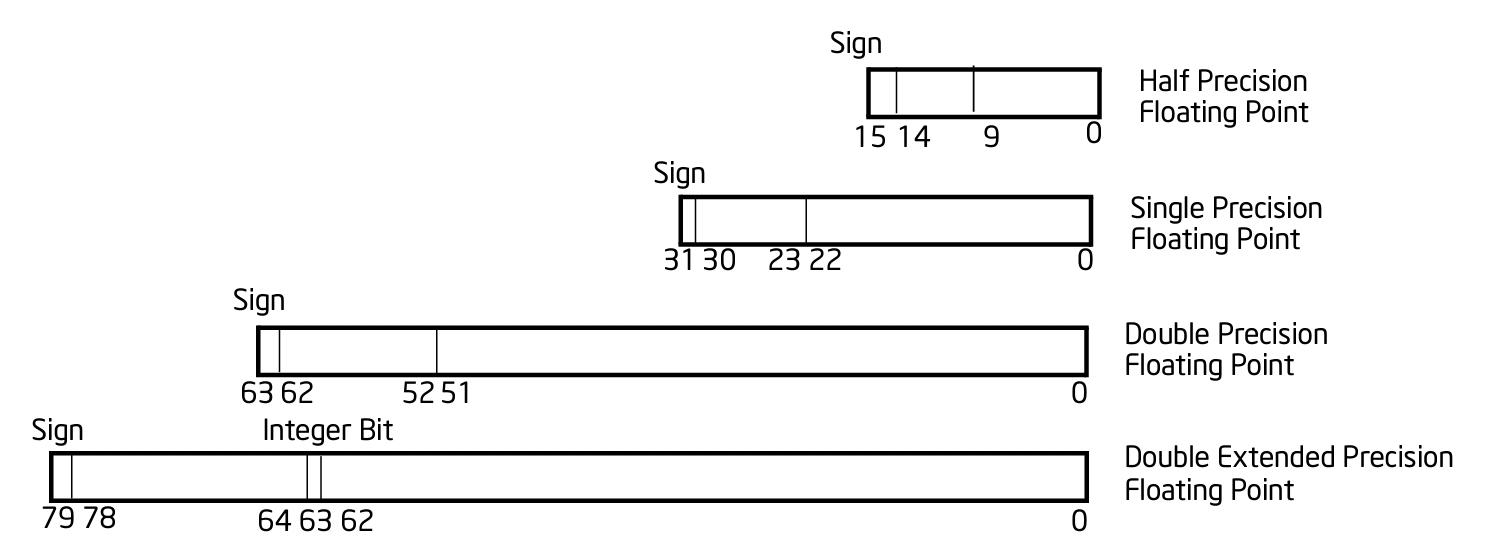 Sign
Half Precision
Floating Point
15 14 9 0
Sign
Single Precision
Floating Point
31 30 23 22 0
Sign
Double Precision
Floating Point
63 62 52 51 0
Sign Integer Bit
Double Extended Precision
Floating Point
79 78 64 63 62 0